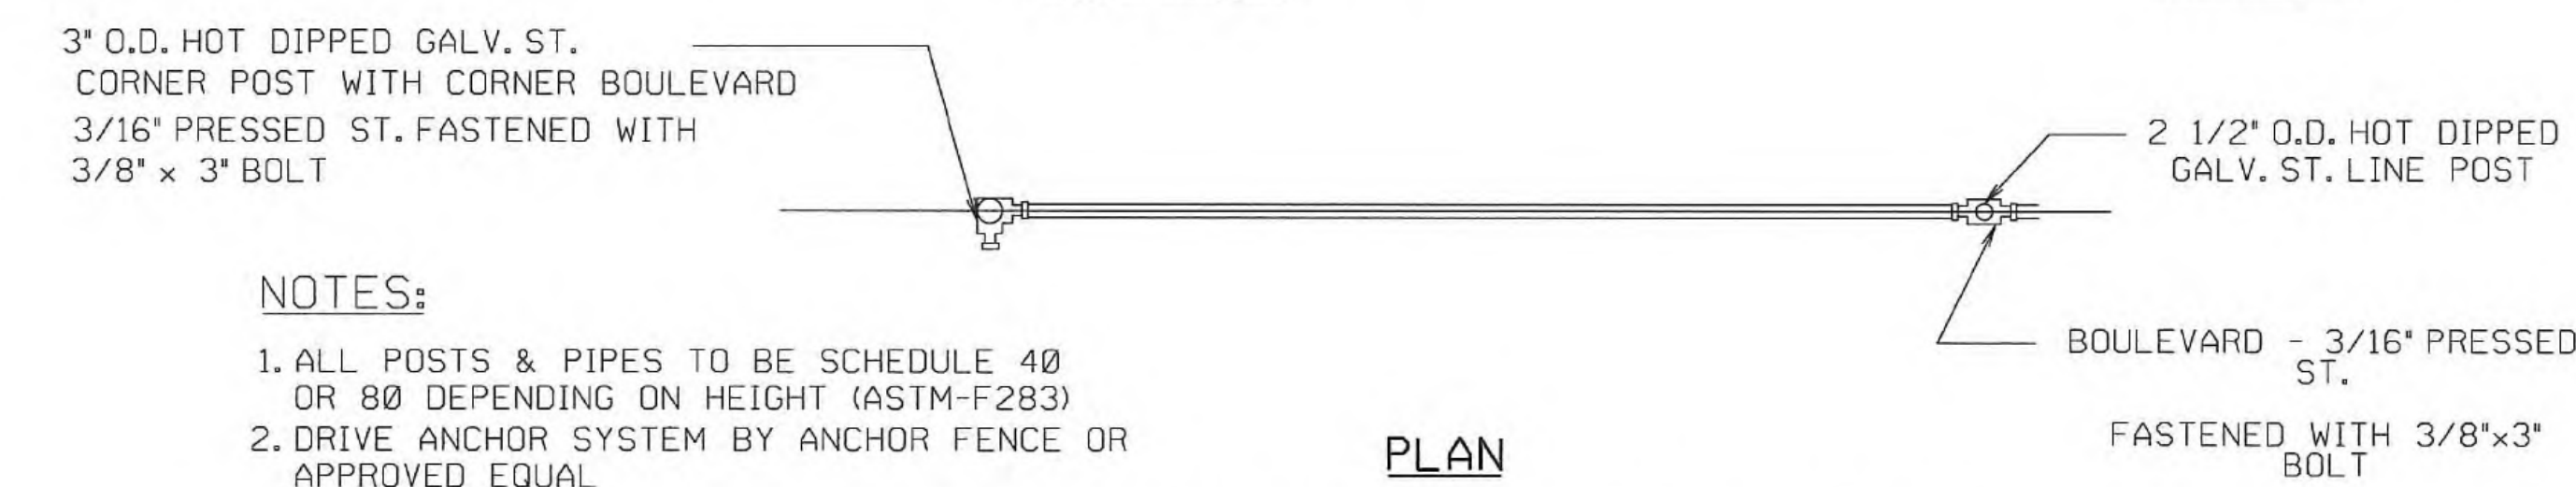 3" O.D. HOT DIPPED GALV. ST.
CORNER POST WITH CORNER BOULEVARD
3/16" PRESSED ST. FASTENED WITH
3/8" x 3" BOLT
2 1/2" O.D. HOT DIPPED
GALV. ST. LINE POST
BOULEVARD - 3/16" PRESSED
ST.
FASTENED WITH 3/8"x3"
BOLT
NOTES:
1. ALL POSTS & PIPES TO BE SCHEDULE 40
OR 80 DEPENDING ON HEIGHT (ASTM-F283)
2. DRIVE ANCHOR SYSTEM BY ANCHOR FENCE OR
APPROVED EQUAL
PLAN